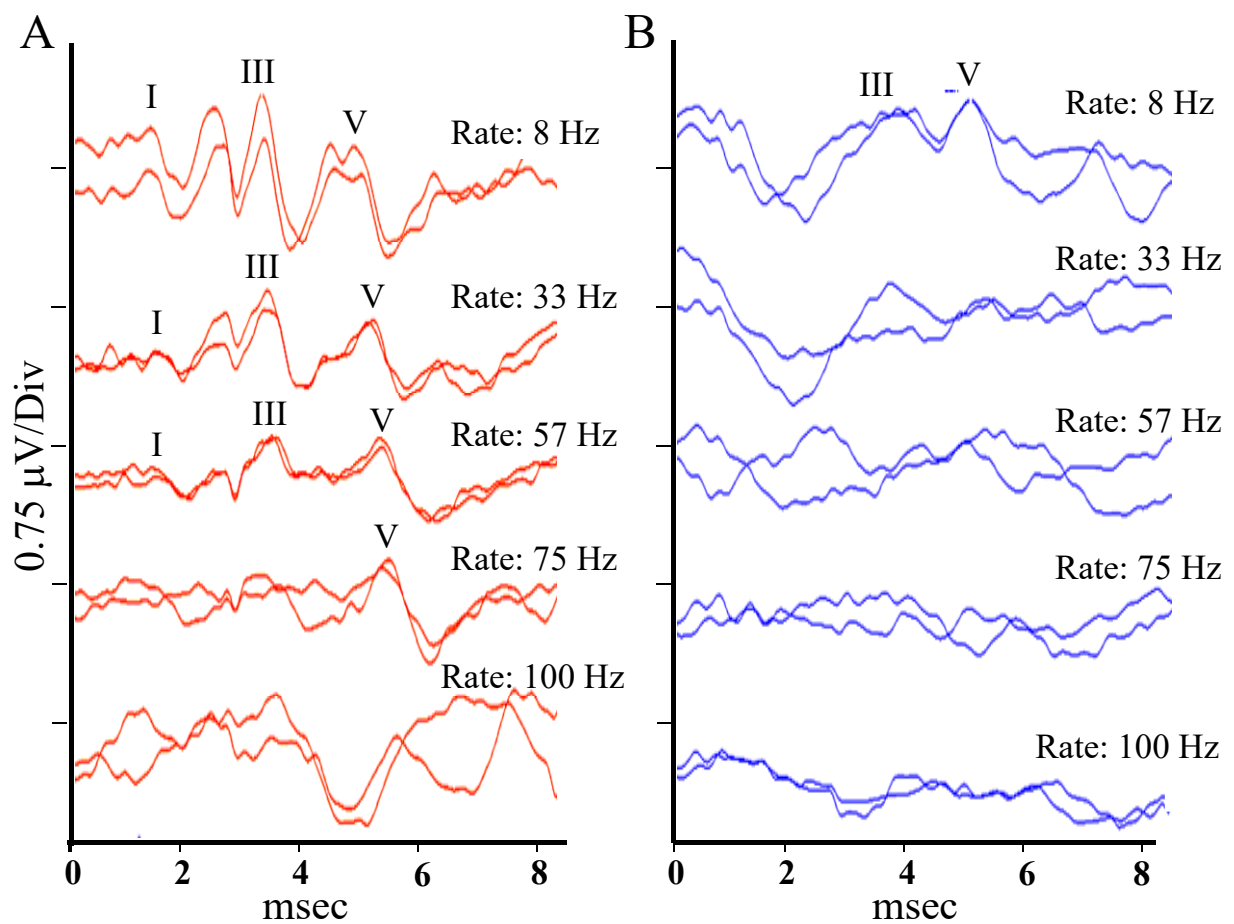 A
I
III
V
Rate: 8 Hz
I
III
V
Rate: 33 Hz
I
III
V
Rate: 57 Hz
V
Rate: 75 Hz
Rate: 100 Hz
0.75 μV/Div
0 2 4 6 8
msec
B
III
V
Rate: 8 Hz
Rate: 33 Hz
Rate: 57 Hz
Rate: 75 Hz
Rate: 100 Hz
0 2 4 6 8
msec